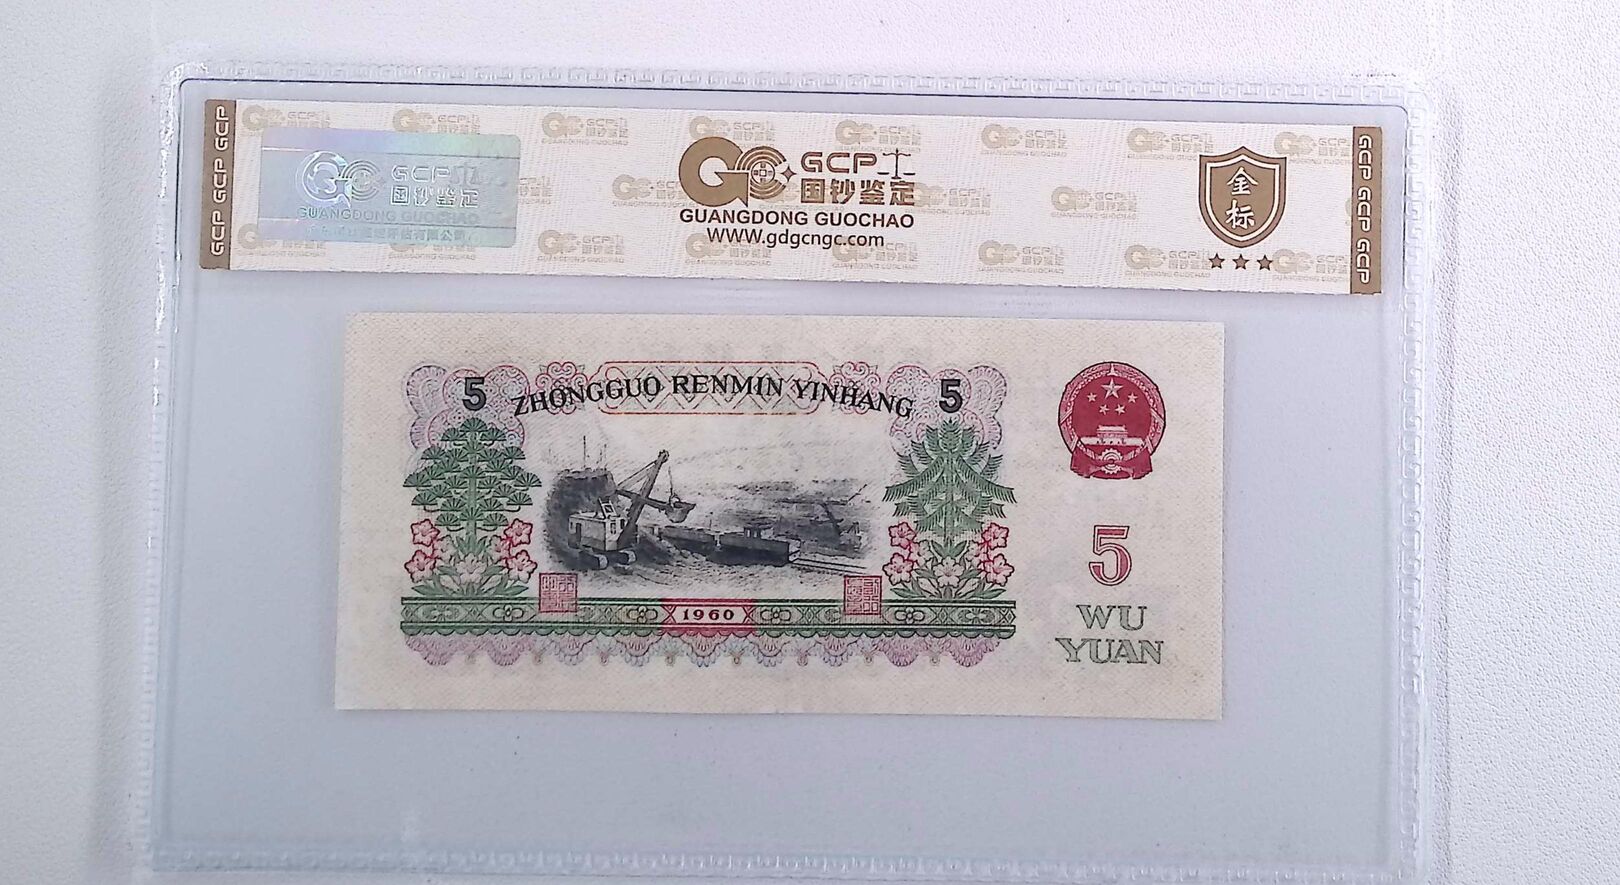 GCP GCP GCP
GCP
国钞鉴定
GUANGDONG GUOCHAO
GCP
国钞鉴定
GUANGDONG GUOCHAO
WWW.gdgcngc.com
金标
GCP GCP GCP
5 ZHONGGUO RENMIN YINHANG 5
1960
5
WU
YUAN